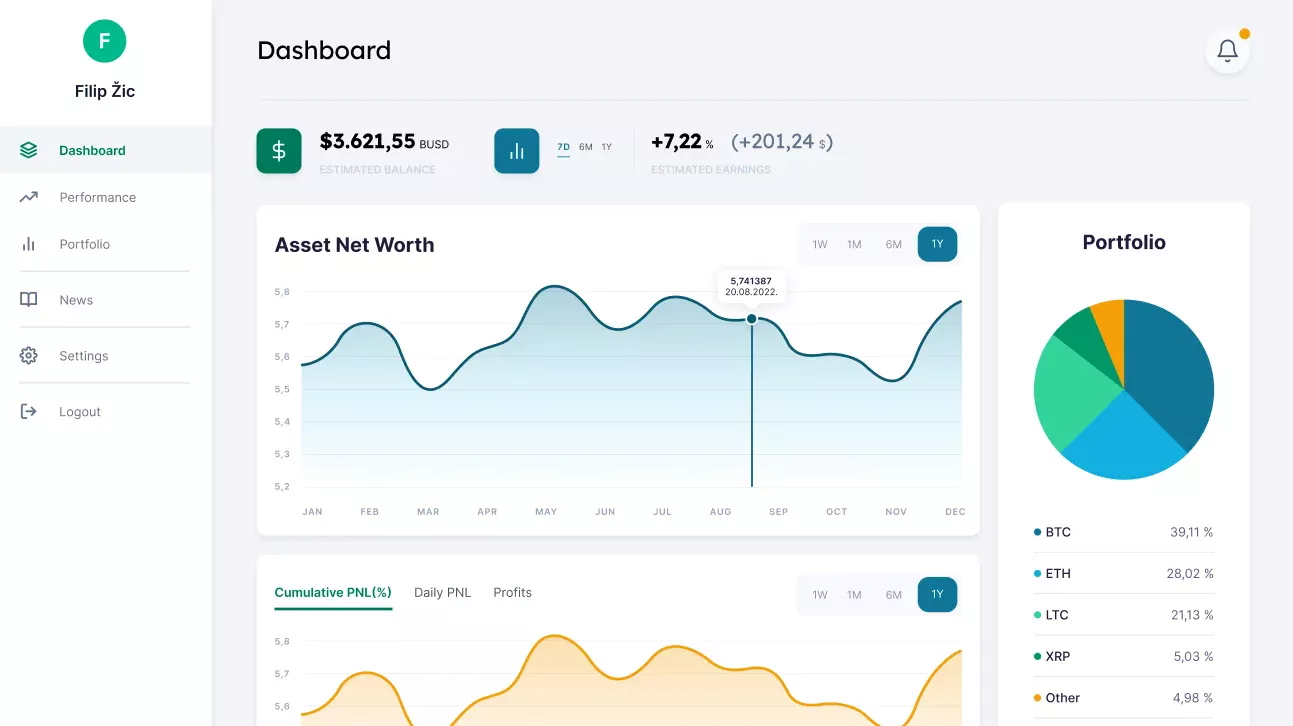 F
Filip Žic
Dashboard
Performance
Portfolio
News
Settings
Logout
Dashboard
$3.621,55 BUSD
ESTIMATED BALANCE
7D 6M 1Y
+7,22 % (+201,24 $)
ESTIMATED EARNINGS
Asset Net Worth
1W 1M 6M 1Y
5,741387
20.08.2022.
5,8
5,7
5,6
5,5
5,4
5,3
5,2
JAN FEB MAR APR MAY JUN JUL AUG SEP OCT NOV DEC
Cumulative PNL(%) Daily PNL Profits
1W 1M 6M 1Y
5,8
5,7
5,6
Portfolio
BTC 39,11 %
ETH 28,02 %
LTC 21,13 %
XRP 5,03 %
Other 4,98 %